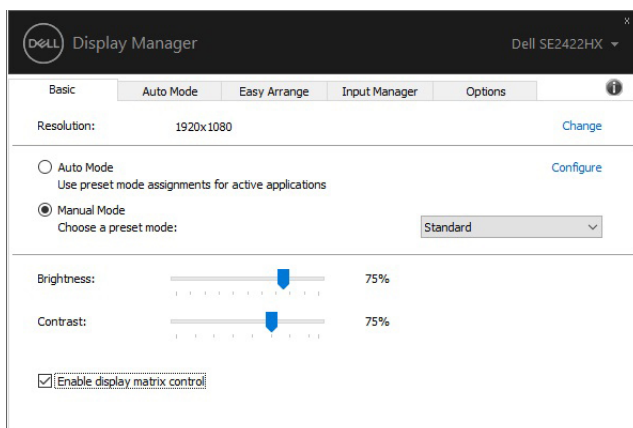 DELL Display Manager
Dell SE2422HX
x
Basic Auto Mode Easy Arrange Input Manager Options i
Resolution: 1920x1080 Change
Auto Mode Configure
Use preset mode assignments for active applications
Manual Mode
Choose a preset mode: Standard
Brightness: 75%
Contrast: 75%
Enable display matrix control